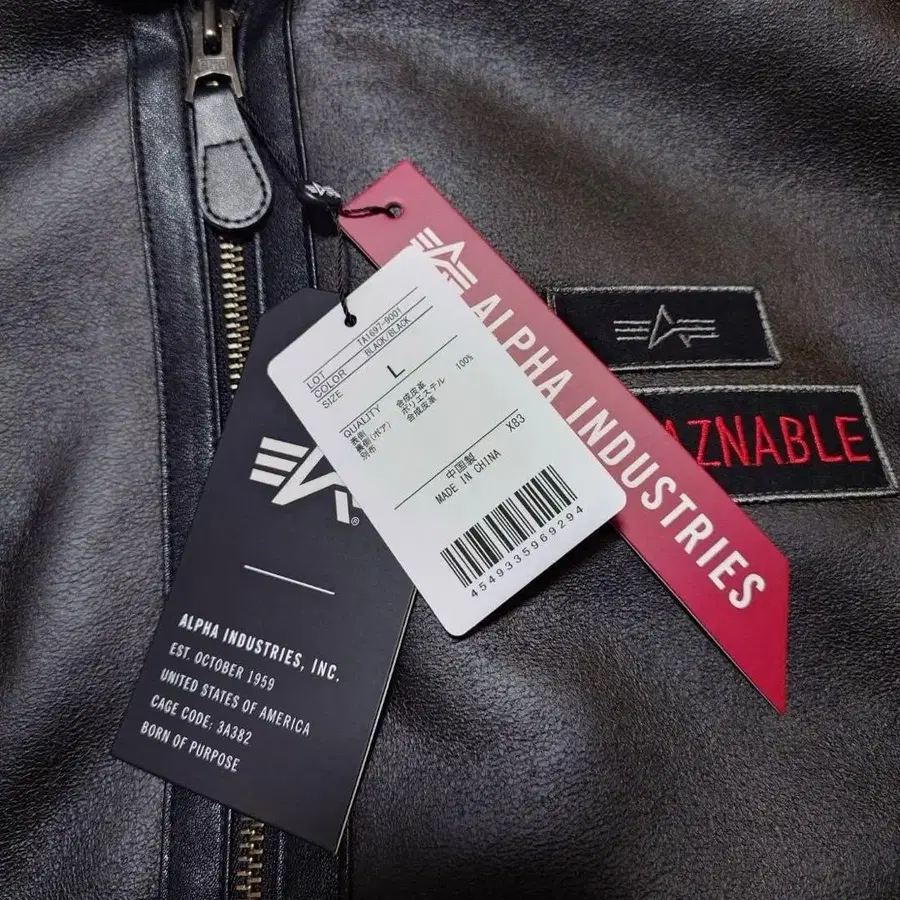 ALPHA INDUSTRIES
LOT TA1697-9001
COLOR BLACK/BLACK
SIZE L
QUALITY
表側 合成皮革 100%
裏側(ボア) ポリエステル
別布 合成皮革
X83
中国製
MADE IN CHINA
4549335969294
AZNABLE
®
ALPHA INDUSTRIES, INC.
EST. OCTOBER 1959
UNITED STATES OF AMERICA
CAGE CODE: 3A382
BORN OF PURPOSE